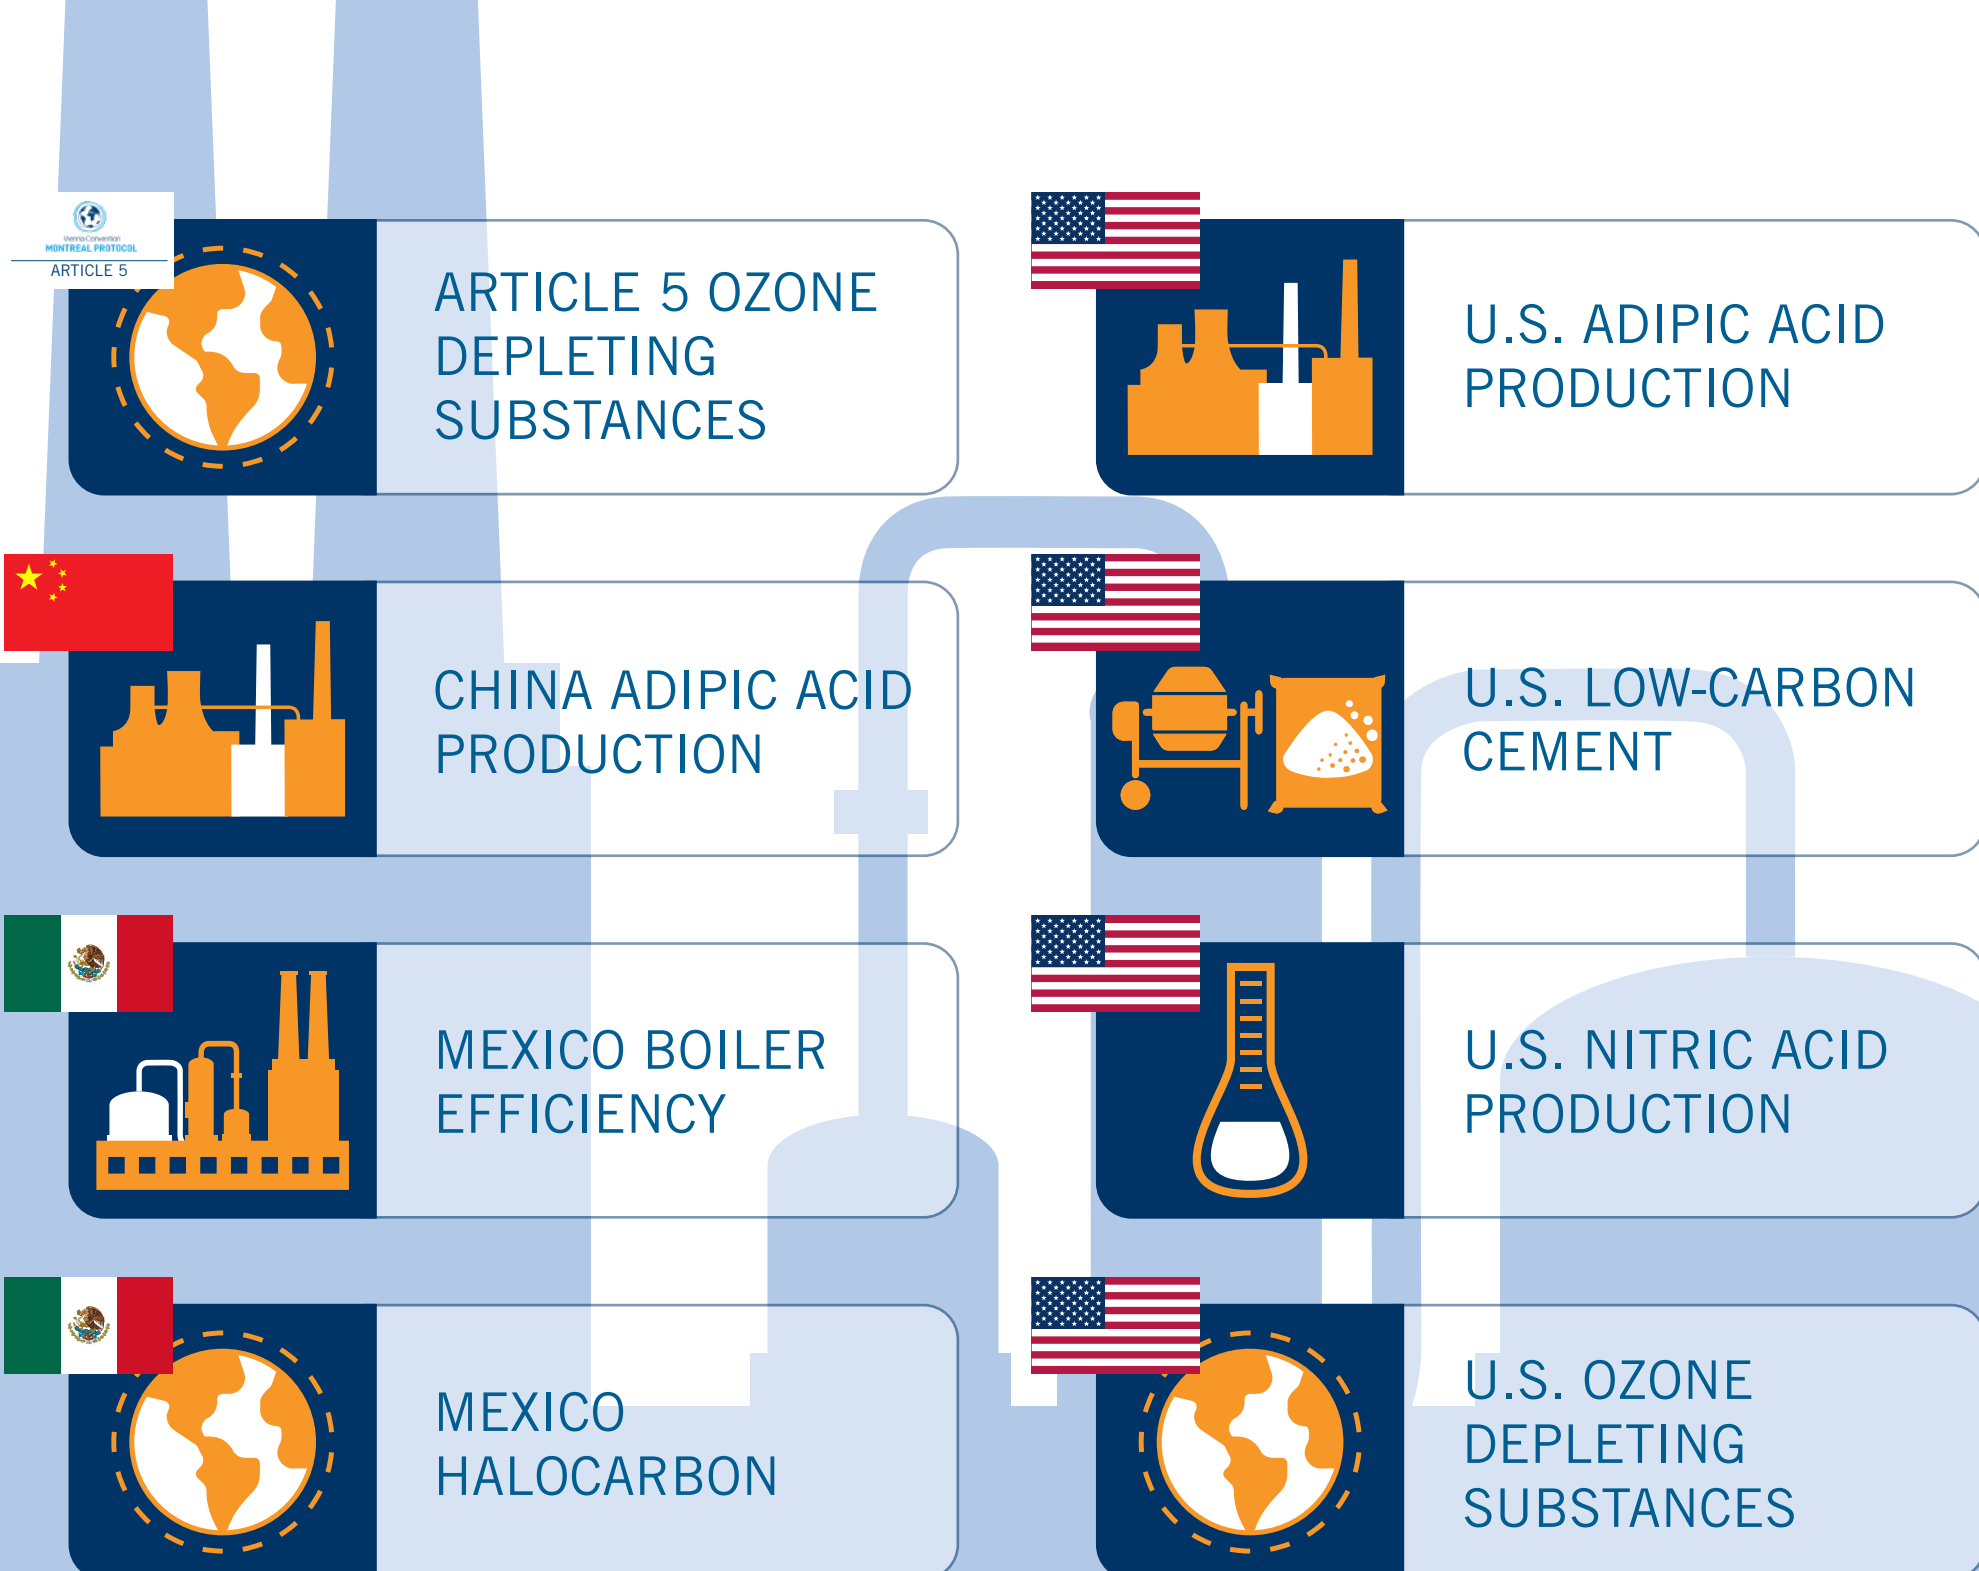 Vienna Convention
MONTREAL PROTOCOL
ARTICLE 5
ARTICLE 5 OZONE
DEPLETING
SUBSTANCES
U.S. ADIPIC ACID
PRODUCTION
CHINA ADIPIC ACID
PRODUCTION
U.S. LOW-CARBON
CEMENT
MEXICO BOILER
EFFICIENCY
U.S. NITRIC ACID
PRODUCTION
MEXICO
HALOCARBON
U.S. OZONE
DEPLETING
SUBSTANCES